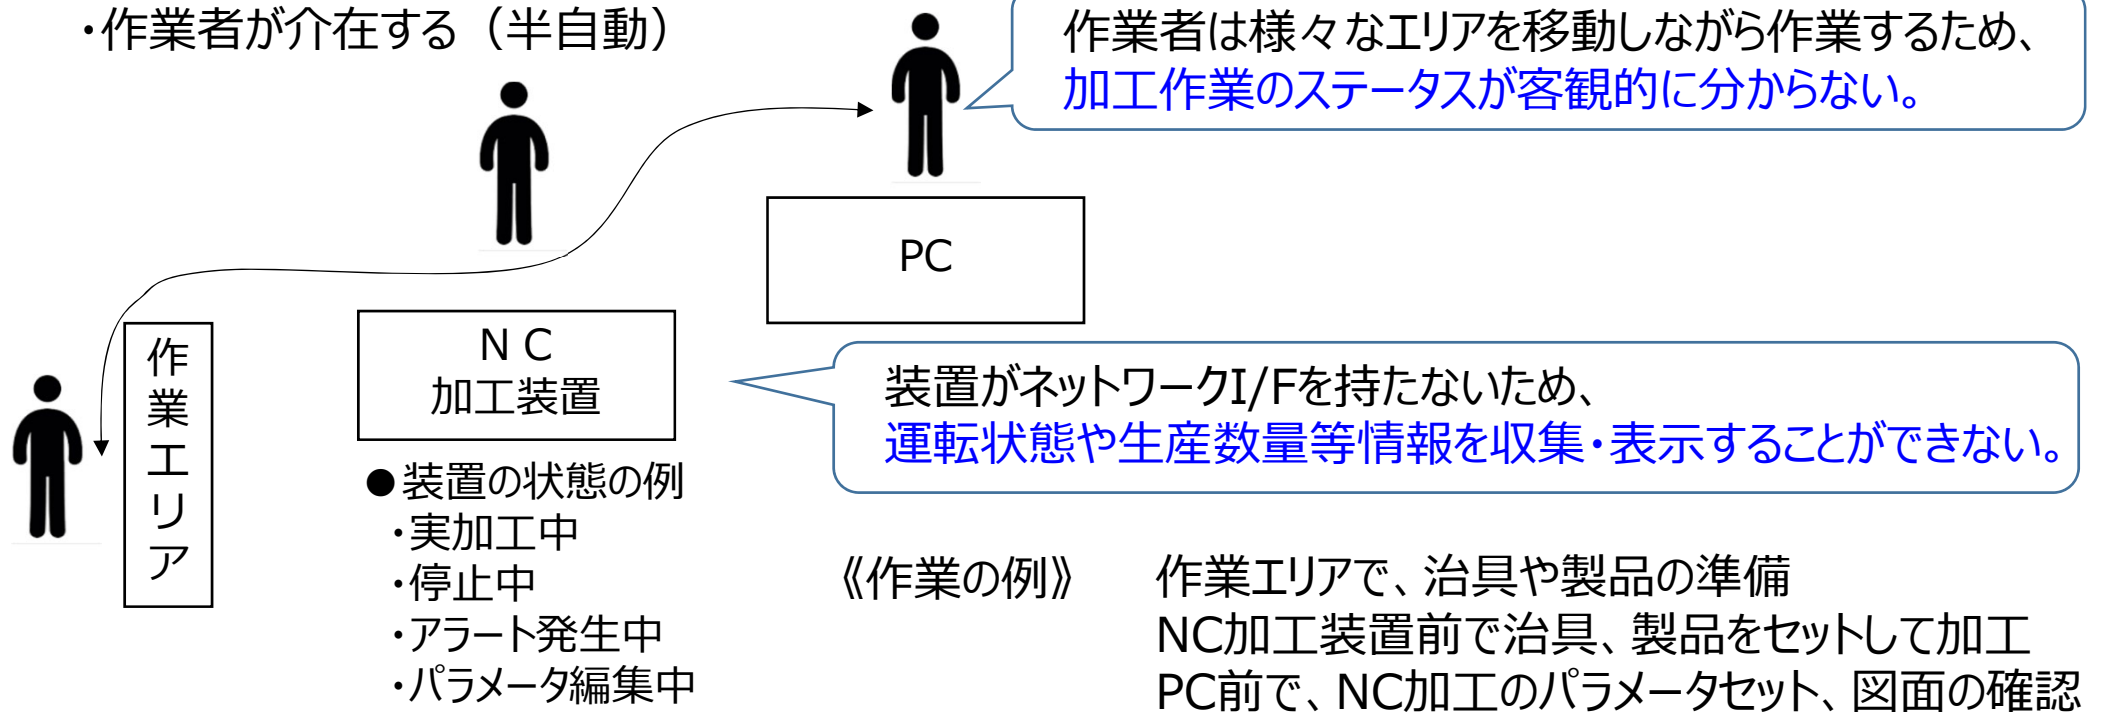 ・作業者が介在する（半自動）
作業者は様々なエリアを移動しながら作業するため、
加工作業のステータスが客観的に分からない。
PC
作業エリア
ＮＣ
加工装置
装置がネットワークI/Fを持たないため、
運転状態や生産数量等情報を収集・表示することができない。
●装置の状態の例
・実加工中
・停止中
・アラート発生中
・パラメータ編集中
《作業の例》　作業エリアで、治具や製品の準備
NC加工装置前で治具、製品をセットして加工
PC前で、NC加工のパラメータセット、図面の確認